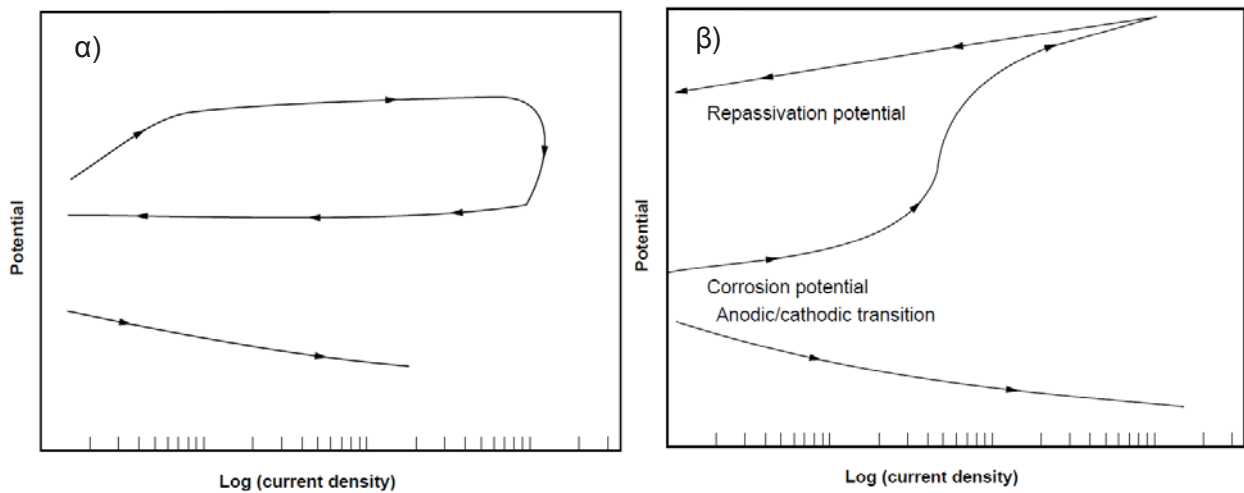 α)
Potential
Log (current density)
β)
Repassivation potential
Corrosion potential
Anodic/cathodic transition
Potential
Log (current density)